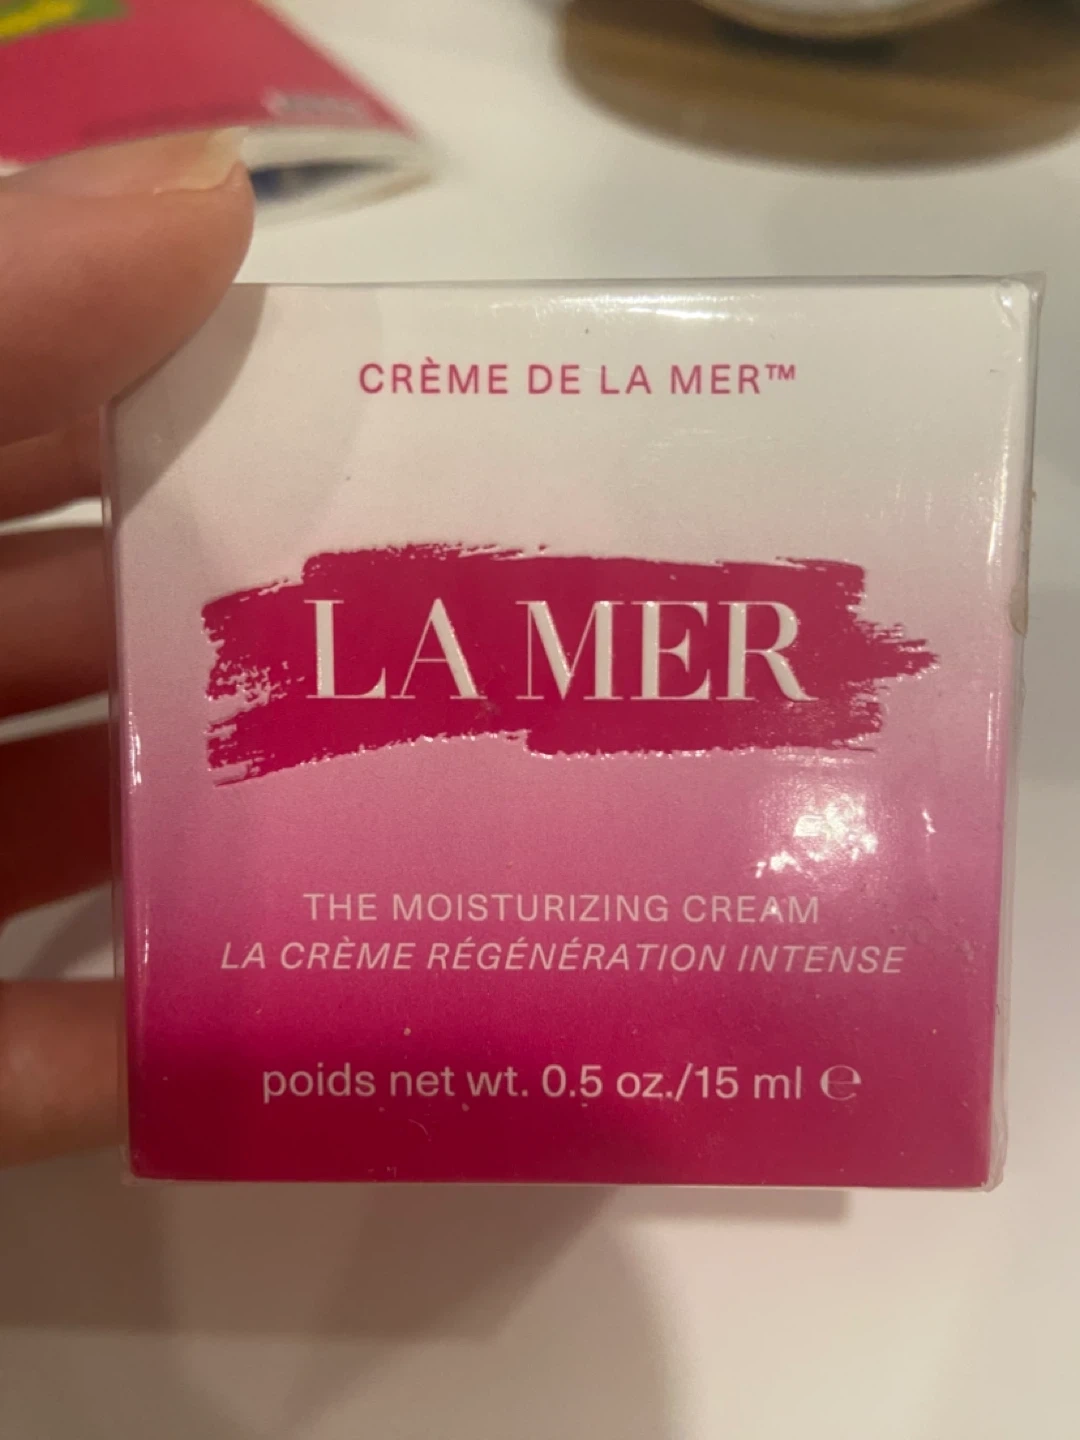 CRÈME DE LA MER™
LA MER
THE MOISTURIZING CREAM
LA CRÈME RÉGÉNÉRATION INTENSE
poids net wt. 0.5 oz./15 ml ℮